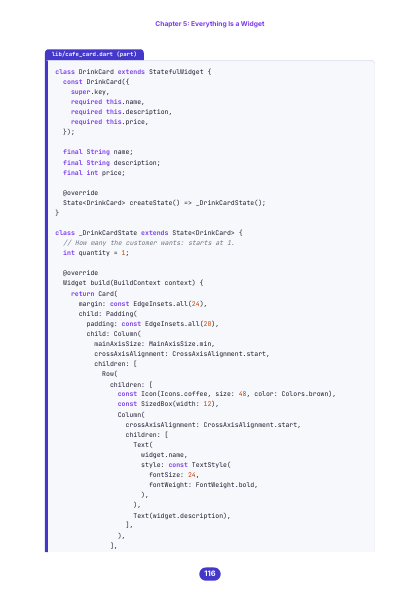 Chapter 5: Everything Is a Widget
lib/cafe_card.dart (part)
class DrinkCard extends StatefulWidget {
  const DrinkCard({
    super.key,
    required this.name,
    required this.description,
    required this.price,
  });

  final String name;
  final String description;
  final int price;

  @override
  State<DrinkCard> createState() => _DrinkCardState();
}

class _DrinkCardState extends State<DrinkCard> {
  // How many the customer wants: starts at 1.
  int quantity = 1;

  @override
  Widget build(BuildContext context) {
    return Card(
      margin: const EdgeInsets.all(24),
      child: Padding(
        padding: const EdgeInsets.all(20),
        child: Column(
          mainAxisSize: MainAxisSize.min,
          crossAxisAlignment: CrossAxisAlignment.start,
          children: [
            Row(
              children: [
                const Icon(Icons.coffee, size: 48, color: Colors.brown),
                const SizedBox(width: 12),
                Column(
                  crossAxisAlignment: CrossAxisAlignment.start,
                  children: [
                    Text(
                      widget.name,
                      style: const TextStyle(
                        fontSize: 24,
                        fontWeight: FontWeight.bold,
                      ),
                    ),
                    Text(widget.description),
                  ],
                ),
              ],
116